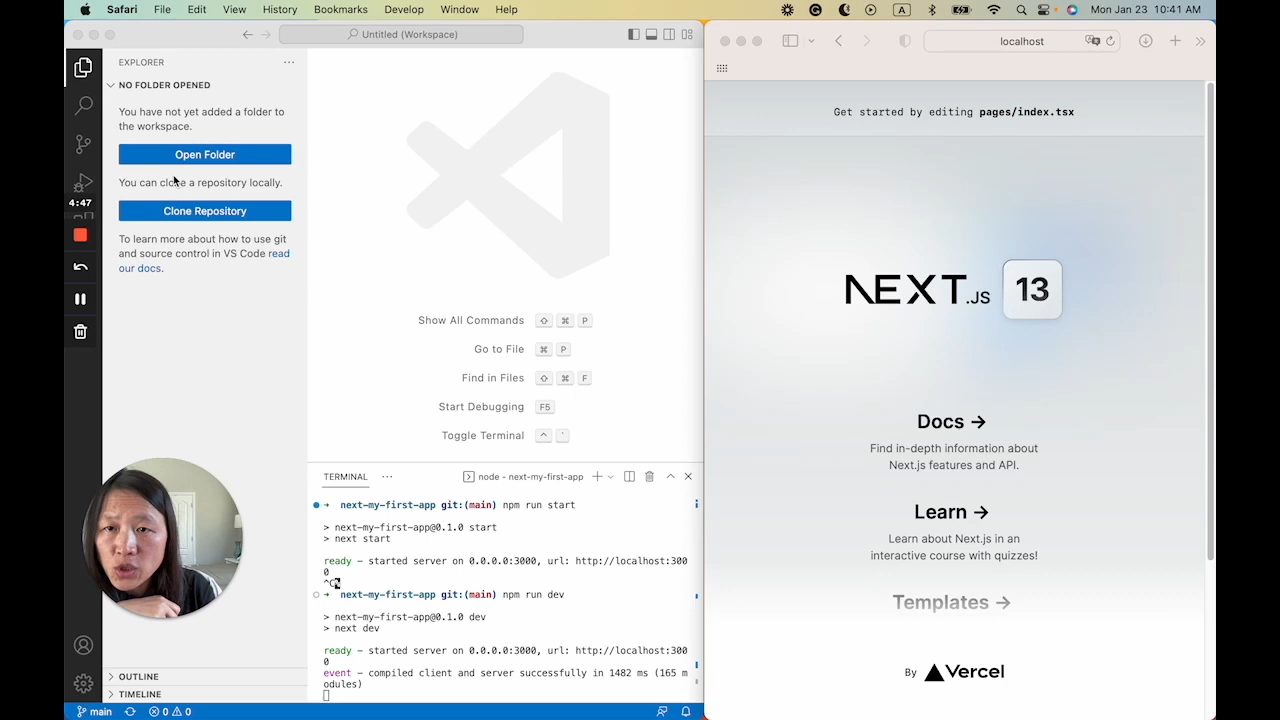 Safari File Edit View History Bookmarks Develop Window Help
A
Mon Jan 23 10:41 AM
Untitled (Workspace)
EXPLORER
NO FOLDER OPENED
You have not yet added a folder to
the workspace.
Open Folder
You can clone a repository locally.
Clone Repository
To learn more about how to use git
and source control in VS Code read
our docs.
4:47
Show All Commands ⇧ ⌘ P
Go to File ⌘ P
Find in Files ⇧ ⌘ F
Start Debugging F5
Toggle Terminal ^ `
TERMINAL
node - next-my-first-app
→ next-my-first-app git:(main) npm run start
> next-my-first-app@0.1.0 start
> next start
ready - started server on 0.0.0.0:3000, url: http://localhost:300
0
^C
→ next-my-first-app git:(main) npm run dev
> next-my-first-app@0.1.0 dev
> next dev
ready - started server on 0.0.0.0:3000, url: http://localhost:300
0
event - compiled client and server successfully in 1482 ms (165 m
odules)
OUTLINE
TIMELINE
main 0 0
localhost
Get started by editing pages/index.tsx
NEXT.JS 13
Docs →
Find in-depth information about
Next.js features and API.
Learn →
Learn about Next.js in an
interactive course with quizzes!
Templates →
By Vercel